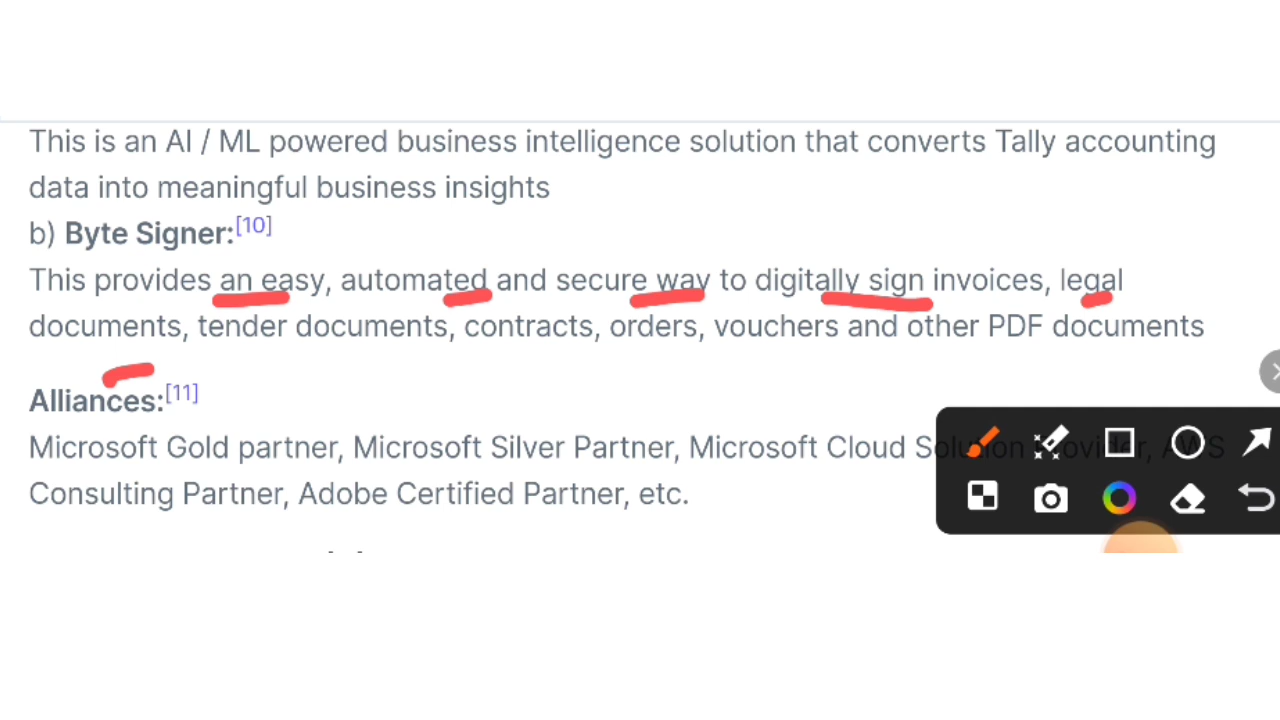 This is an AI / ML powered business intelligence solution that converts Tally accounting
data into meaningful business insights
b) Byte Signer:[10]
This provides an easy, automated and secure way to digitally sign invoices, legal
documents, tender documents, contracts, orders, vouchers and other PDF documents
Alliances:[11]
Microsoft Gold partner, Microsoft Silver Partner, Microsoft Cloud Solution Provider, AWS
Consulting Partner, Adobe Certified Partner, etc.